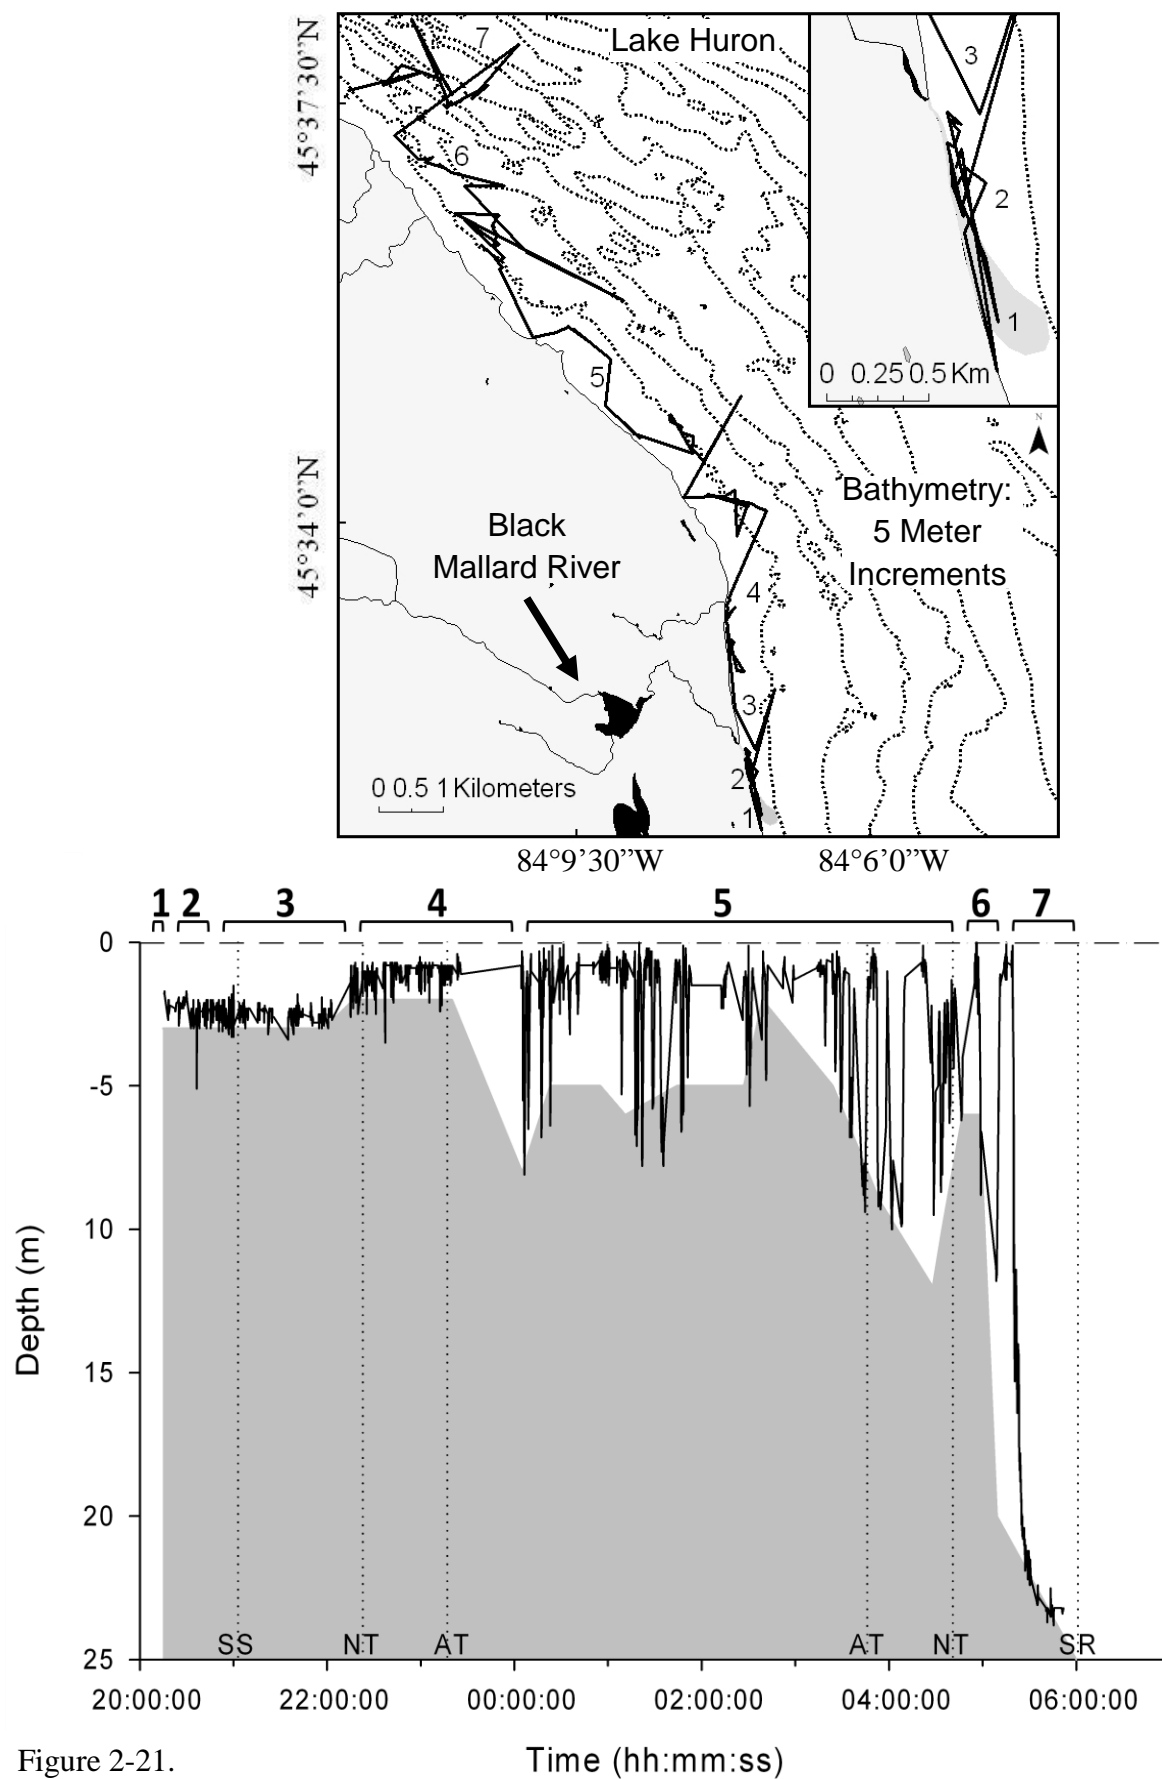 Lake Huron
45°37'30"N
45°34'0"N
7
6
5
4
3
2
1
3
2
1
0 0.25 0.5 Km
N
Bathymetry:
5 Meter
Increments
Black
Mallard River
0 0.5 1 Kilometers
84°9'30"W
84°6'0"W
1 2 3 4 5 6 7
0
-5
10
15
20
25
Depth (m)
SS NT AT AT NT SR
20:00:00 22:00:00 00:00:00 02:00:00 04:00:00 06:00:00
Figure 2-21.
Time (hh:mm:ss)